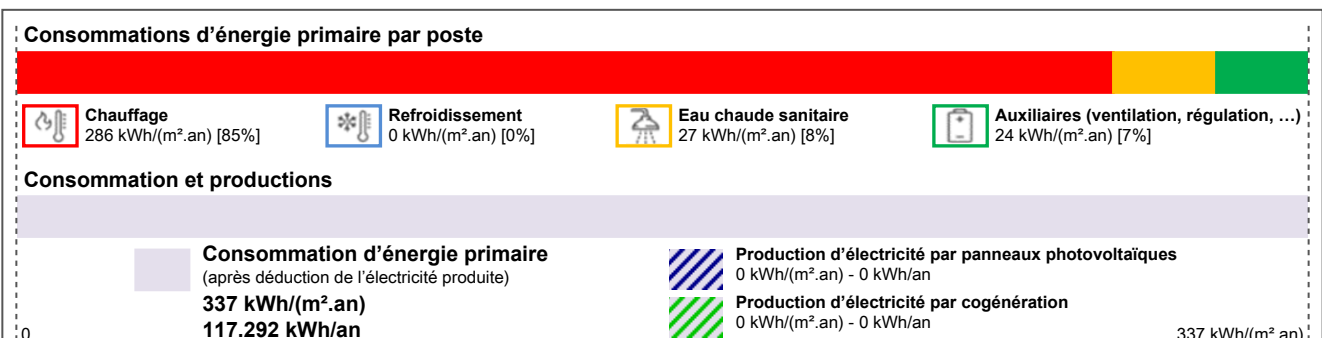 Consommations d’énergie primaire par poste
Chauffage
286 kWh/(m².an) [85%]
Refroidissement
0 kWh/(m².an) [0%]
Eau chaude sanitaire
27 kWh/(m².an) [8%]
Auxiliaires (ventilation, régulation, …)
24 kWh/(m².an) [7%]
Consommation et productions
Consommation d’énergie primaire
(après déduction de l’électricité produite)
337 kWh/(m².an)
117.292 kWh/an
Production d’électricité par panneaux photovoltaïques
0 kWh/(m².an) - 0 kWh/an
Production d’électricité par cogénération
0 kWh/(m².an) - 0 kWh/an
0
337 kWh/(m².an)